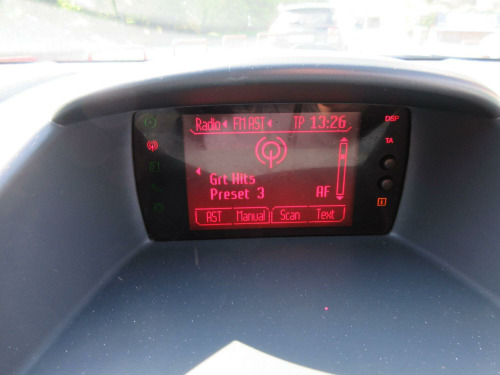 Radio FM AST TP 13:26 DSP
TA
Grt Hits
Preset 3 AF
AST Manual Scan Text